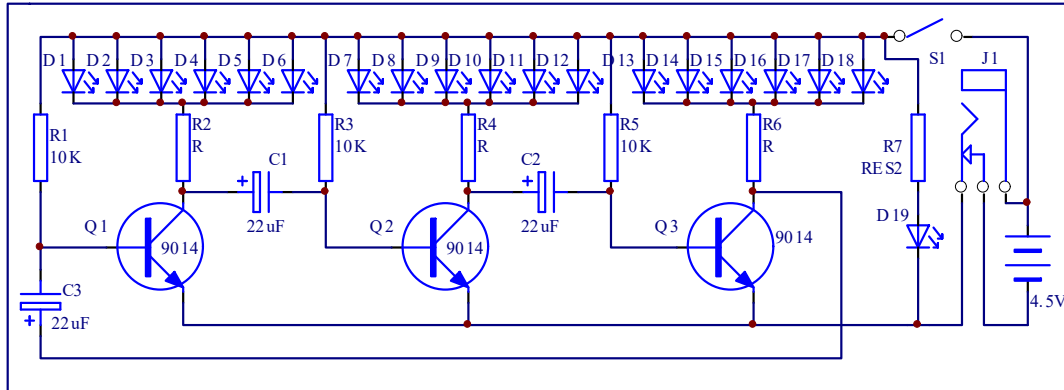 D1 D2 D3 D4 D5 D6 D7 D8 D9 D10 D11 D12 D13 D14 D15 D16 D17 D18 S1 J1
R1
10K
R2
R
C1
+
22uF
R3
10K
R4
R
C2
+
22uF
R5
10K
R6
R
R7
RES2
Q1
9014
Q2
9014
Q3
9014
D19
C3
+
22uF
4.5V